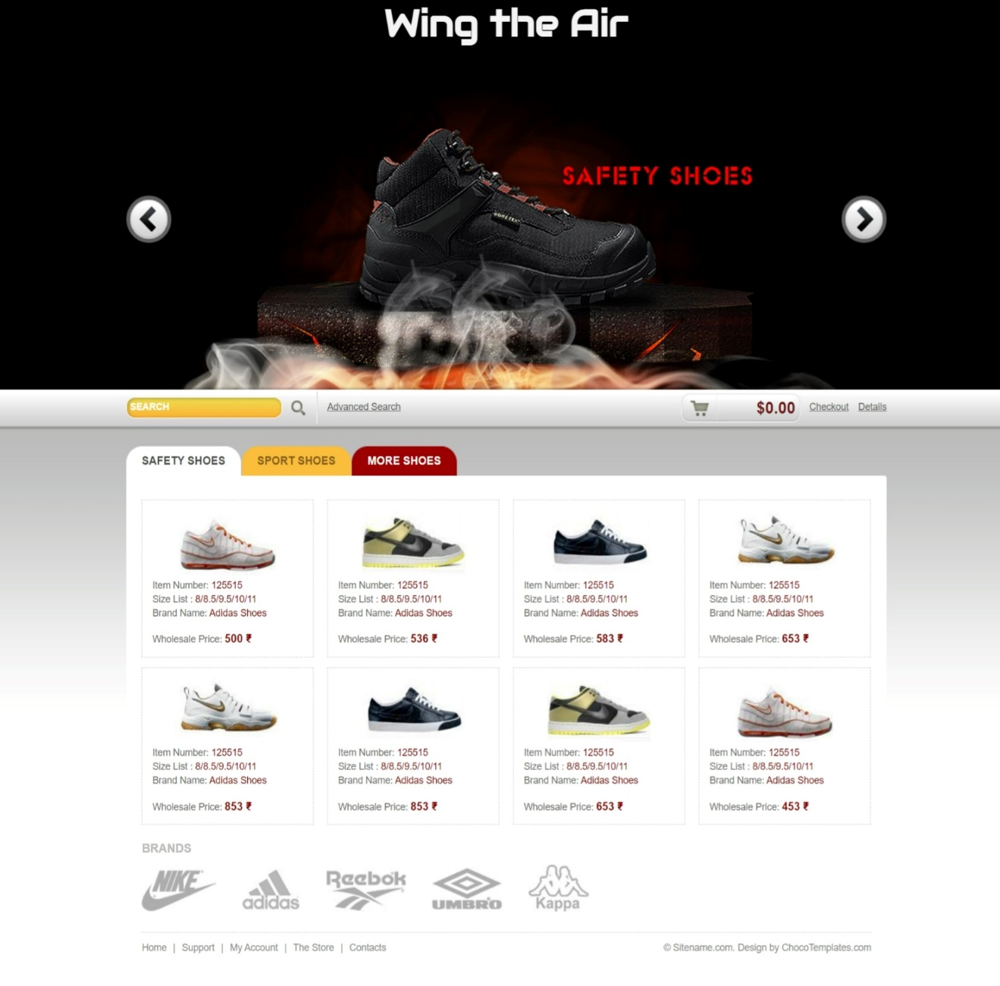 Wing the Air
SAFETY SHOES
GORE-TEX
SEARCH
Advanced Search
$0.00
Checkout
Details
SAFETY SHOES
SPORT SHOES
MORE SHOES
Item Number: 125515
Size List : 8/8.5/9.5/10/11
Brand Name: Adidas Shoes
Wholesale Price: 500 ₹
Item Number: 125515
Size List : 8/8.5/9.5/10/11
Brand Name: Adidas Shoes
Wholesale Price: 536 ₹
Item Number: 125515
Size List : 8/8.5/9.5/10/11
Brand Name: Adidas Shoes
Wholesale Price: 583 ₹
Item Number: 125515
Size List : 8/8.5/9.5/10/11
Brand Name: Adidas Shoes
Wholesale Price: 653 ₹
Item Number: 125515
Size List : 8/8.5/9.5/10/11
Brand Name: Adidas Shoes
Wholesale Price: 853 ₹
Item Number: 125515
Size List : 8/8.5/9.5/10/11
Brand Name: Adidas Shoes
Wholesale Price: 853 ₹
Item Number: 125515
Size List : 8/8.5/9.5/10/11
Brand Name: Adidas Shoes
Wholesale Price: 653 ₹
Item Number: 125515
Size List : 8/8.5/9.5/10/11
Brand Name: Adidas Shoes
Wholesale Price: 453 ₹
BRANDS
NIKE
adidas
Reebok
UMBRO
Kappa
Home | Support | My Account | The Store | Contacts
© Sitename.com. Design by ChocoTemplates.com